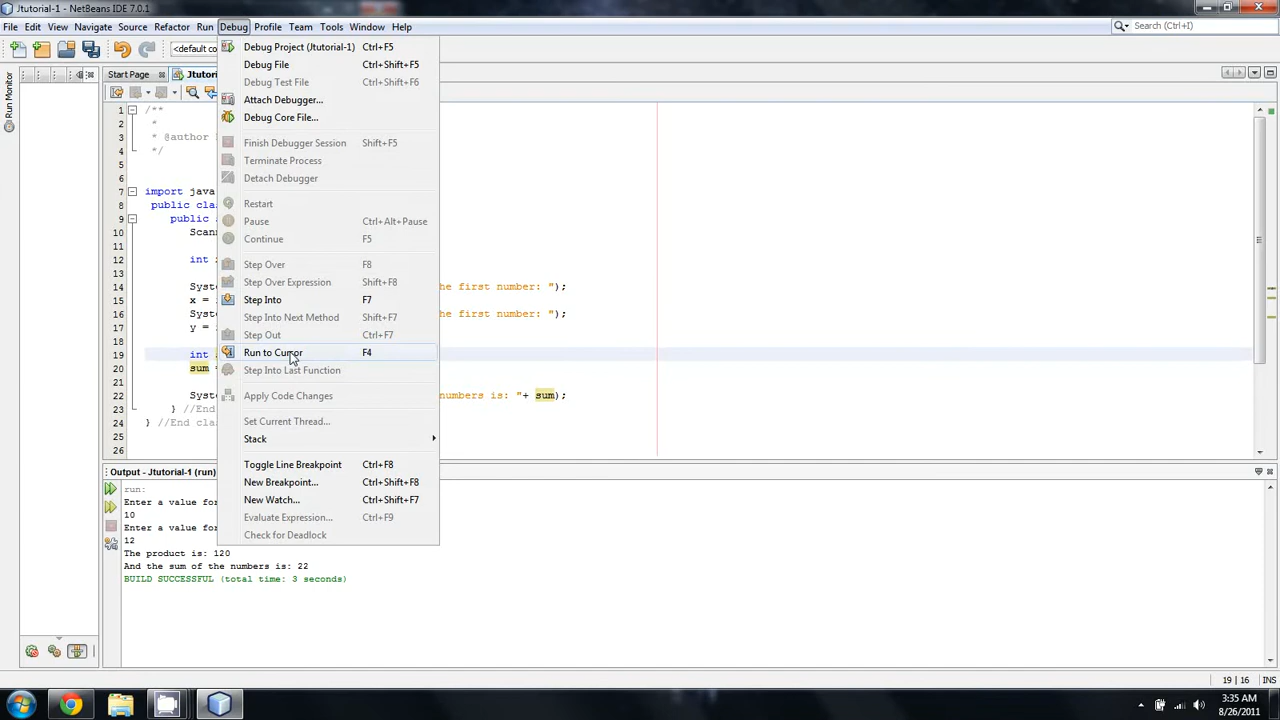 Jtutorial-1 - NetBeans IDE 7.0.1
File Edit View Navigate Source Refactor Run Debug Profile Team Tools Window Help
Search (Ctrl+I)
<default co
Debug Project (Jtutorial-1) Ctrl+F5
Debug File Ctrl+Shift+F5
Debug Test File Ctrl+Shift+F6
Attach Debugger...
Debug Core File...
Finish Debugger Session Shift+F5
Terminate Process
Detach Debugger
Restart
Pause Ctrl+Alt+Pause
Continue F5
Step Over F8
Step Over Expression Shift+F8
Step Into F7
Step Into Next Method Shift+F7
Step Out Ctrl+F7
Run to Cursor F4
Step Into Last Function
Apply Code Changes
Set Current Thread...
Stack
Toggle Line Breakpoint Ctrl+F8
New Breakpoint... Ctrl+Shift+F8
New Watch... Ctrl+Shift+F7
Evaluate Expression... Ctrl+F9
Check for Deadlock
Run Monitor
Start Page Jtutori
1 /**
2 *
3 * @author
4 */
5
6
7 import java
8 public cla
9 public
10 Scann
11
12 int
13
14 Syst he first number: ");
15 x =
16 Syst he first number: ");
17 y =
18
19 int
20 sum =
21
22 Syst numbers is: "+ sum);
23 } //End
24 } //End clas
25
26
Output - Jtutorial-1 (run)
run:
Enter a value for
10
Enter a value for
12
The product is: 120
And the sum of the numbers is: 22
BUILD SUCCESSFUL (total time: 3 seconds)
19 | 16 INS
3:35 AM
8/26/2011